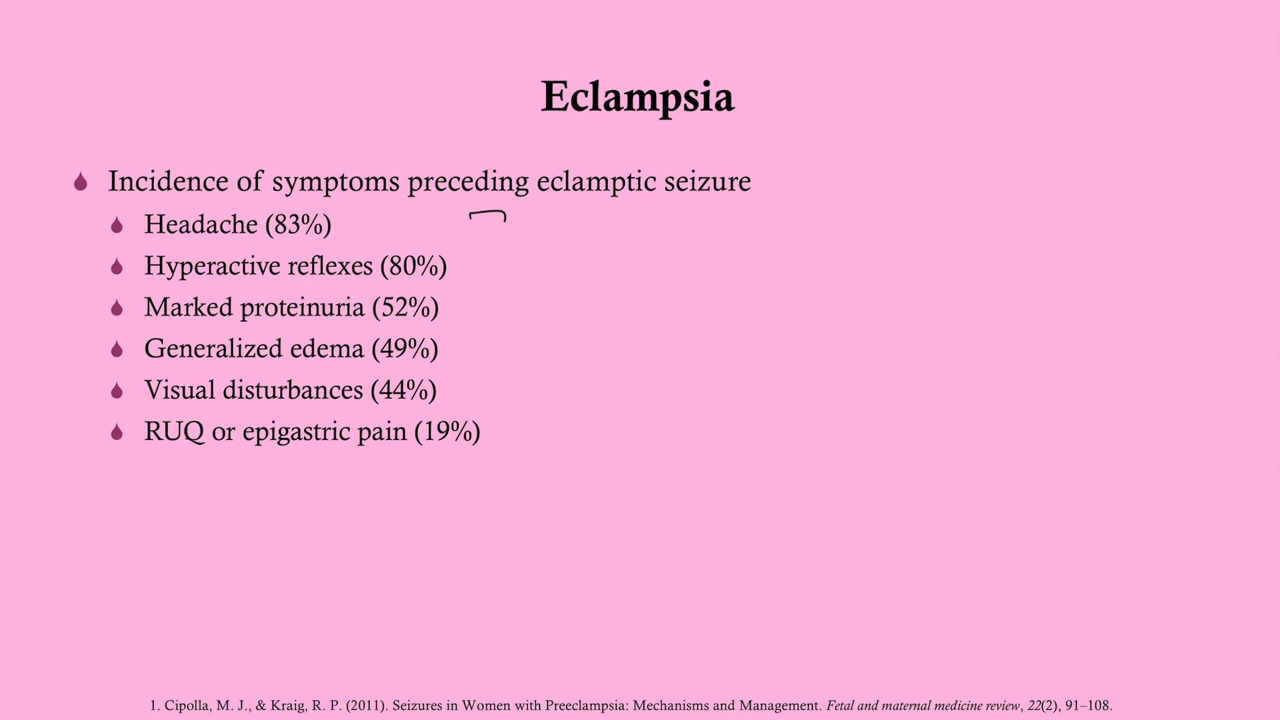 Eclampsia
Incidence of symptoms preceding eclamptic seizure
Headache (83%)
Hyperactive reflexes (80%)
Marked proteinuria (52%)
Generalized edema (49%)
Visual disturbances (44%)
RUQ or epigastric pain (19%)
1. Cipolla, M. J., & Kraig, R. P. (2011). Seizures in Women with Preeclampsia: Mechanisms and Management. Fetal and maternal medicine review, 22(2), 91–108.